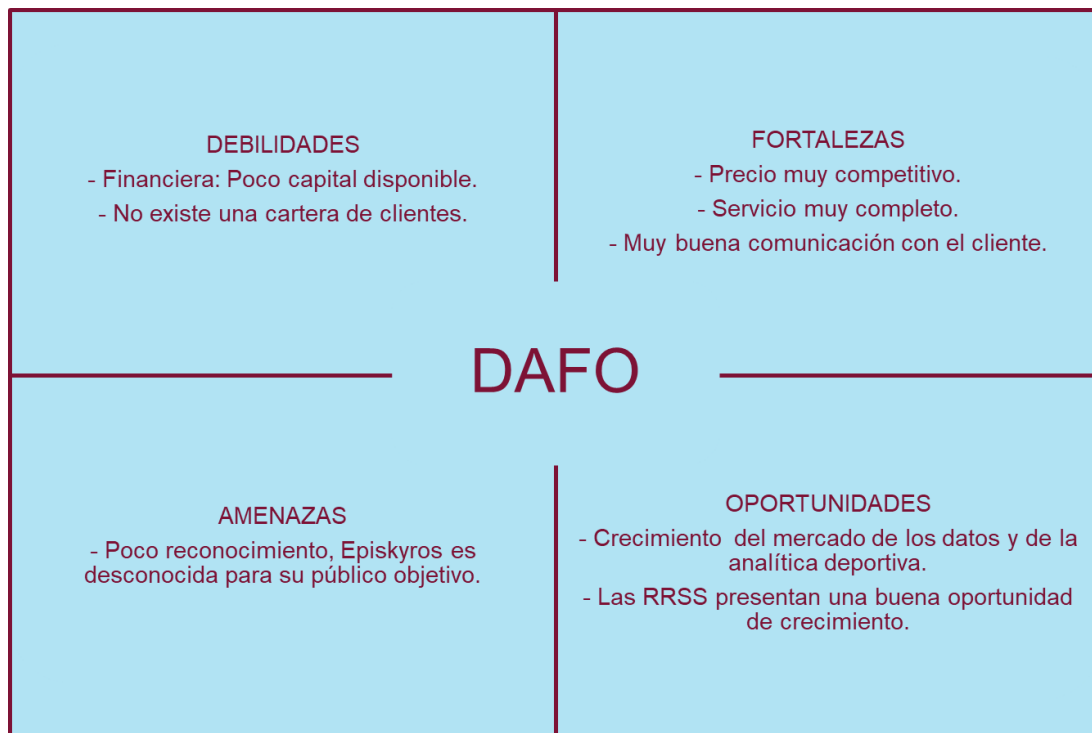 DEBILIDADES
- Financiera: Poco capital disponible.
- No existe una cartera de clientes.
FORTALEZAS
- Precio muy competitivo.
- Servicio muy completo.
- Muy buena comunicación con el cliente.
DAFO
AMENAZAS
- Poco reconocimiento, Episkyros es
desconocida para su público objetivo.
OPORTUNIDADES
- Crecimiento del mercado de los datos y de la
analítica deportiva.
- Las RRSS presentan una buena oportunidad
de crecimiento.